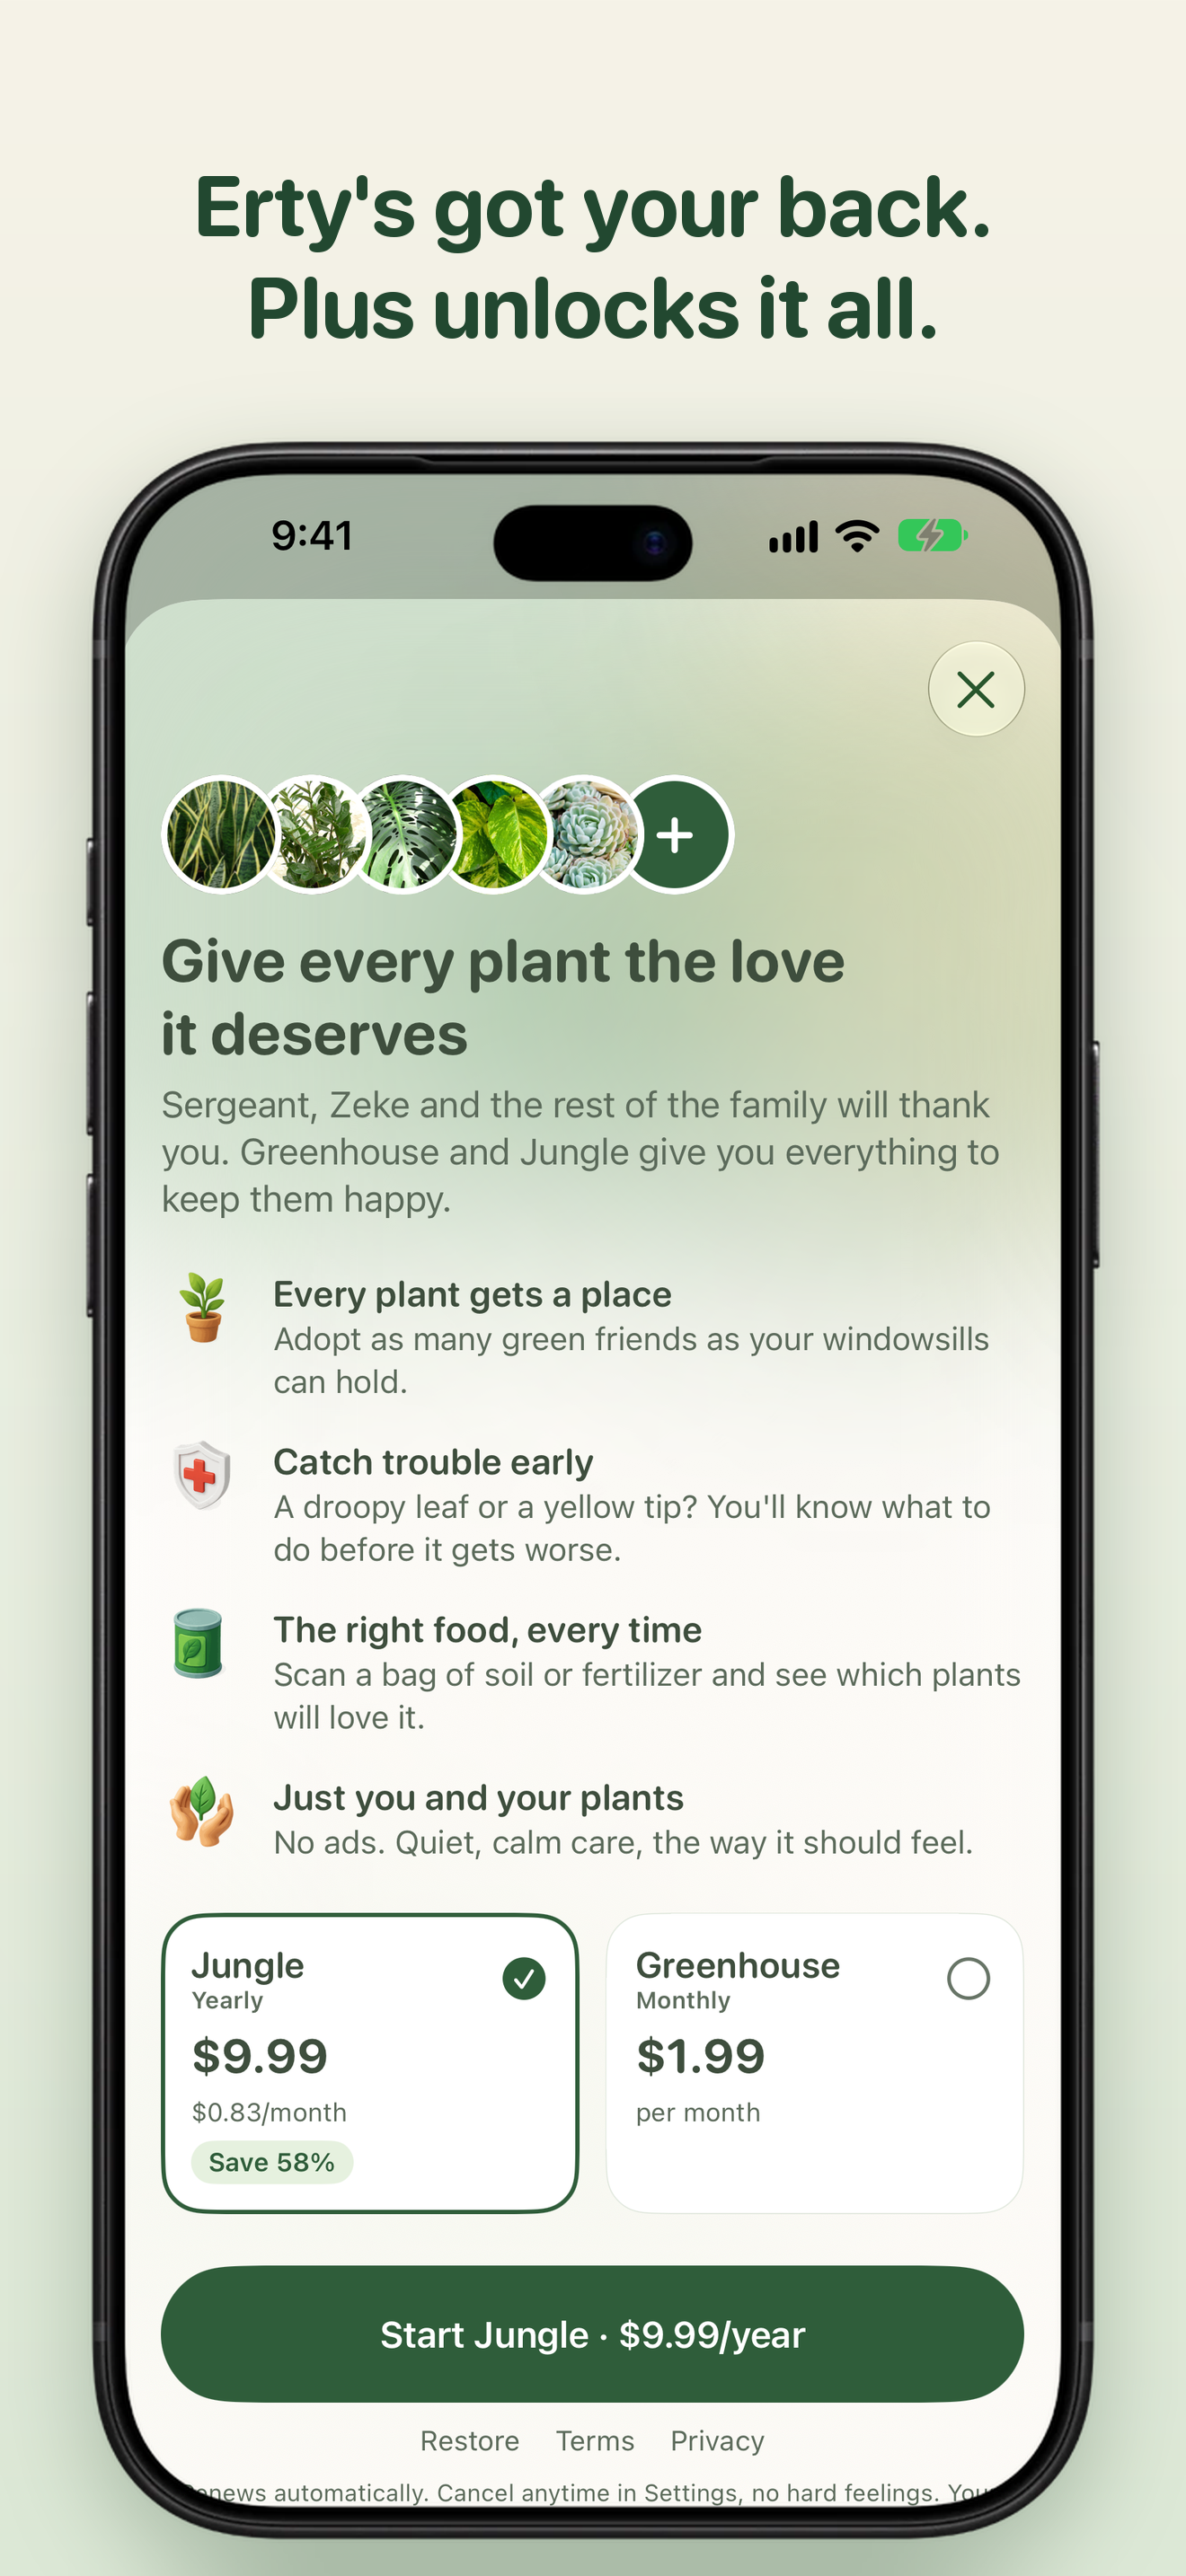 Erty's got your back.
Plus unlocks it all.
9:41
Give every plant the love
it deserves
Sergeant, Zeke and the rest of the family will thank
you. Greenhouse and Jungle give you everything to
keep them happy.
Every plant gets a place
Adopt as many green friends as your windowsills
can hold.
Catch trouble early
A droopy leaf or a yellow tip? You'll know what to
do before it gets worse.
The right food, every time
Scan a bag of soil or fertilizer and see which plants
will love it.
Just you and your plants
No ads. Quiet, calm care, the way it should feel.
Jungle
Yearly
$9.99
$0.83/month
Save 58%
Greenhouse
Monthly
$1.99
per month
Start Jungle · $9.99/year
Restore Terms Privacy
automatically. Cancel anytime in Settings, no hard feelings.